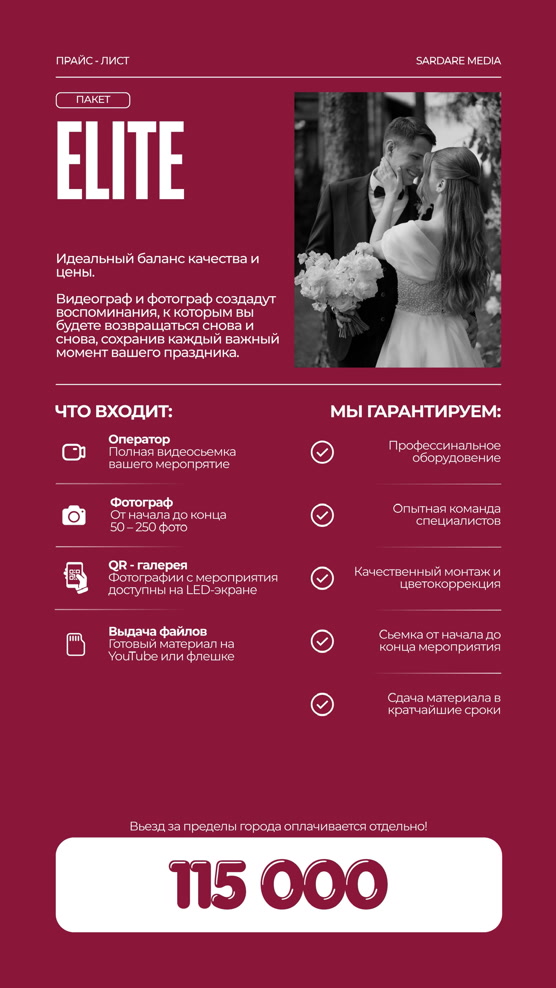 ПРАЙС - ЛИСТ
SARDARE MEDIA
ПАКЕТ
ELITE
Идеальный баланс качества и
цены.
Видеограф и фотограф создадут
воспоминания, к которым вы
будете возвращаться снова и
снова, сохранив каждый важный
момент вашего праздника.
ЧТО ВХОДИТ:
Оператор
Полная видеосьемка
вашего меропрятие
Фотограф
От начала до конца
50 – 250 фото
QR - галерея
Фотографии с мероприятия
доступны на LED-экране
Выдача файлов
Готовый материал на
YouTube или флешке
МЫ ГАРАНТИРУЕМ:
Профессинальное
оборудовение
Опытная команда
специалистов
Качественный монтаж и
цветокоррекция
Сьемка от начала до
конца мероприятия
Сдача материала в
кратчайшие сроки
Вьезд за пределы города оплачивается отдельно!
115 000